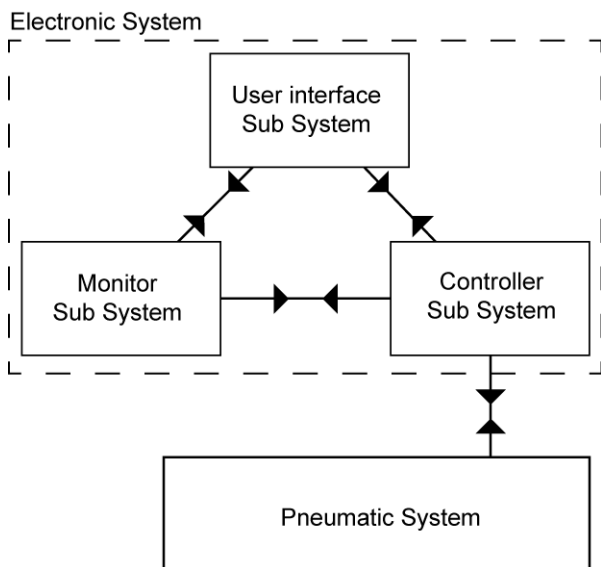 Electronic System
User interface
Sub System
Monitor
Sub System
Controller
Sub System
Pneumatic System